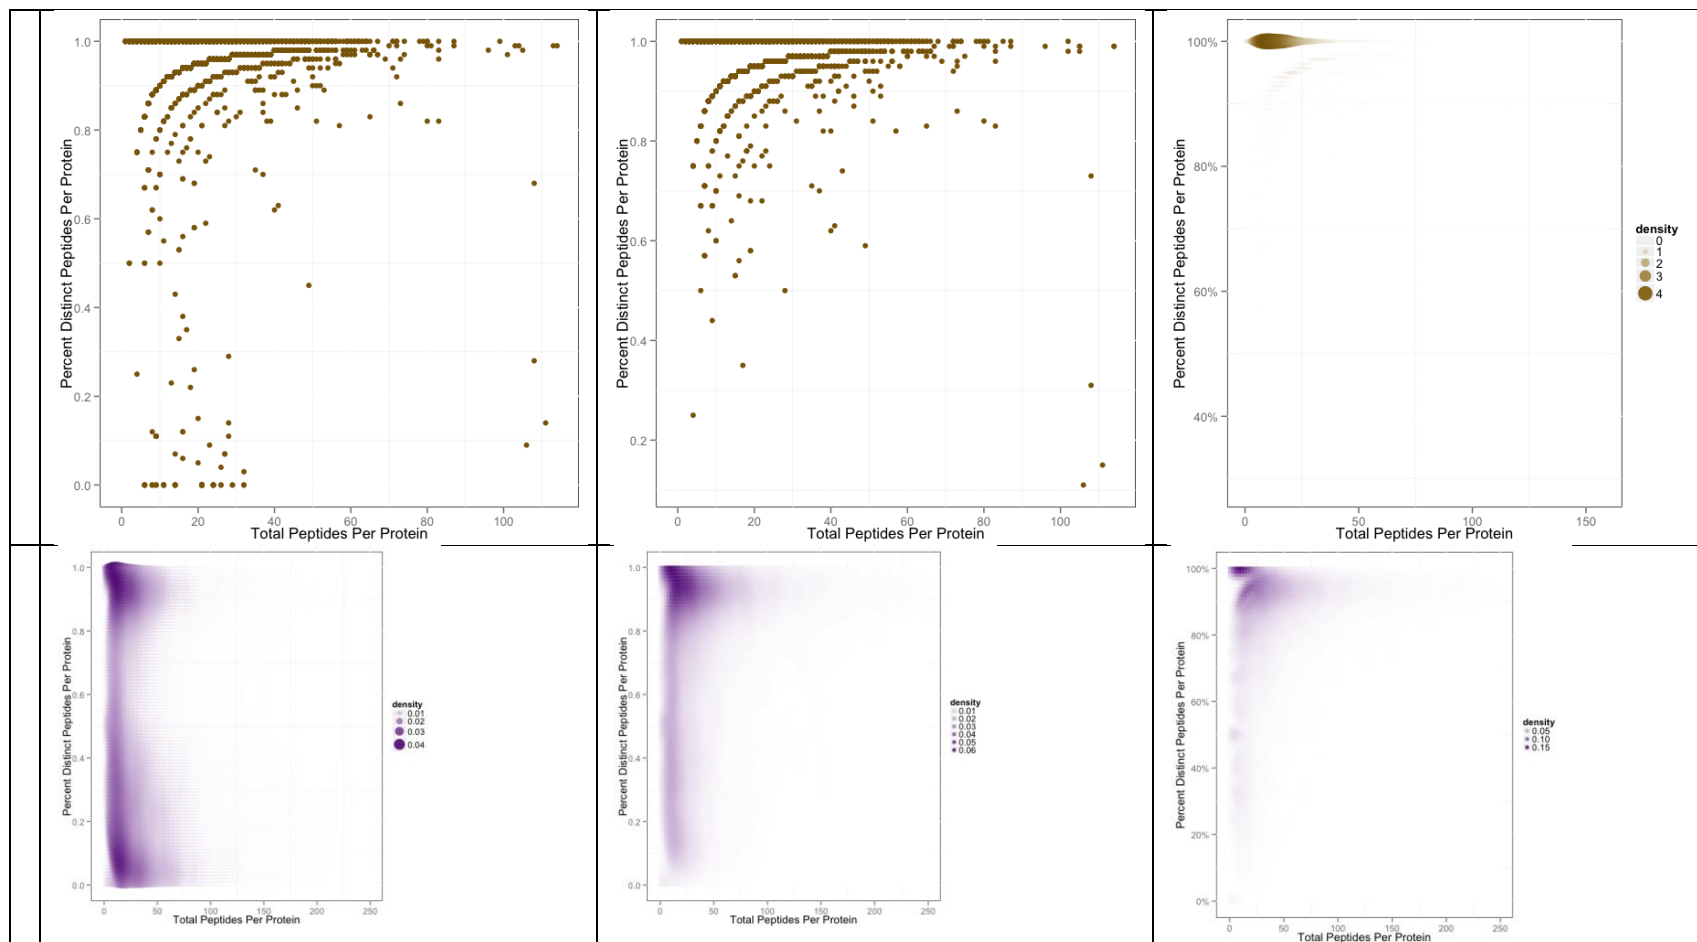 Percent Distinct Peptides Per Protein
1.0
0.8
0.6
0.4
0.2
0.0
0 20 40 60 80 100
Total Peptides Per Protein
Percent Distinct Peptides Per Protein
1.0
0.8
0.6
0.4
0.2
0 20 40 60 80 100
Total Peptides Per Protein
Percent Distinct Peptides Per Protein
100%
80%
60%
40%
0 50 100 150
Total Peptides Per Protein
density
0
1
2
3
4
Percent Distinct Peptides Per Protein
1.0
0.8
0.6
0.4
0.2
0.0
0 50 100 150 200 250
Total Peptides Per Protein
density
0.01
0.02
0.03
0.04
Percent Distinct Peptides Per Protein
1.0
0.8
0.6
0.4
0.2
0.0
0 50 100 150 200 250
Total Peptides Per Protein
density
0.01
0.02
0.03
0.04
0.05
0.06
Percent Distinct Peptides Per Protein
100%
80%
60%
40%
20%
0%
0 50 100 150 200 250
Total Peptides Per Protein
density
0.05
0.10
0.15